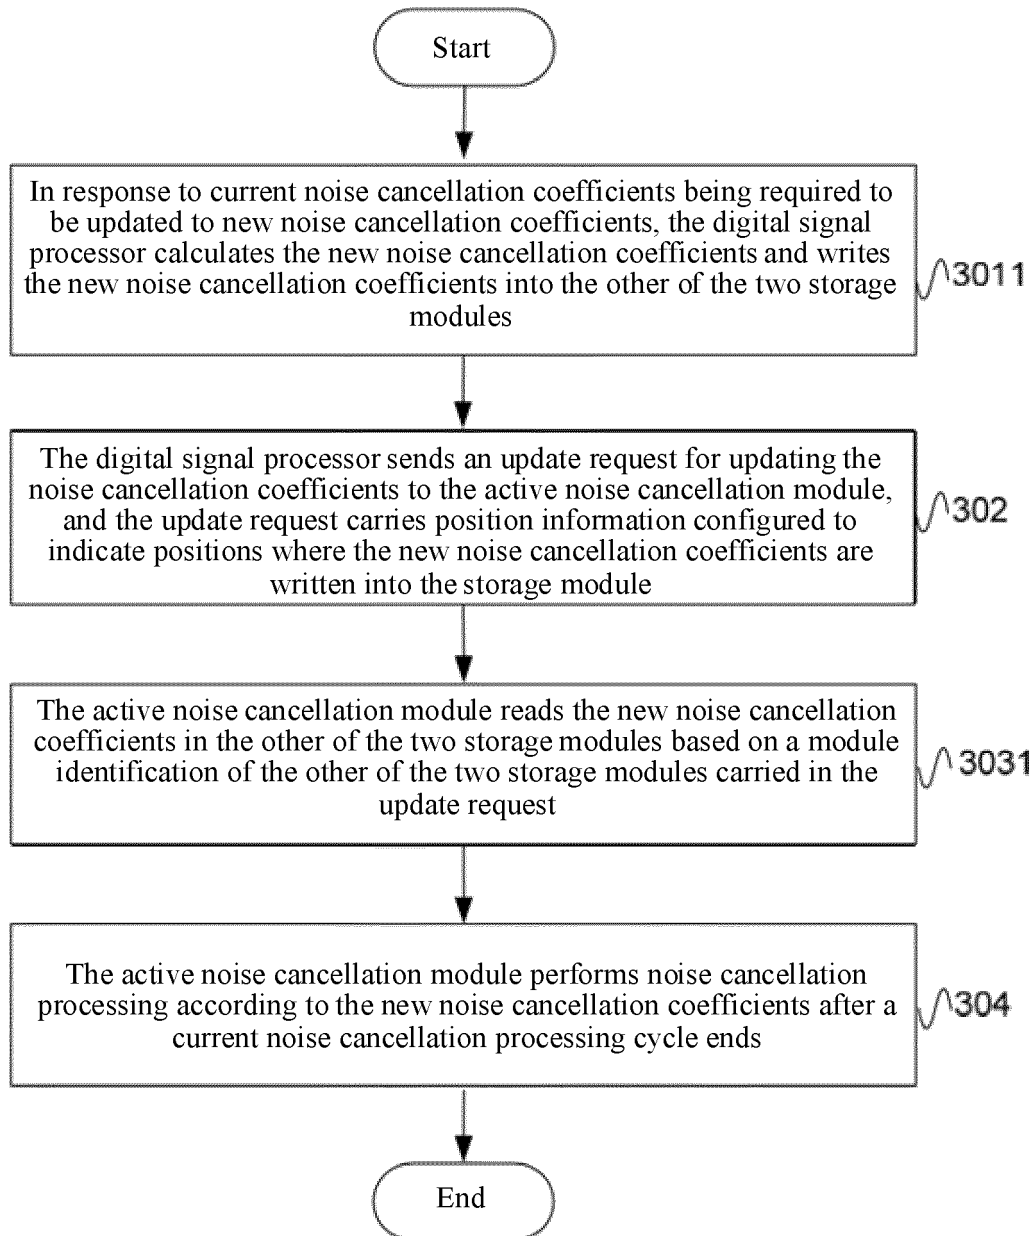 Start
In response to current noise cancellation coefficients being required to
be updated to new noise cancellation coefficients, the digital signal
processor calculates the new noise cancellation coefficients and writes
the new noise cancellation coefficients into the other of the two storage
modules
3011
The digital signal processor sends an update request for updating the
noise cancellation coefficients to the active noise cancellation module,
and the update request carries position information configured to
indicate positions where the new noise cancellation coefficients are
written into the storage module
302
The active noise cancellation module reads the new noise cancellation
coefficients in the other of the two storage modules based on a module
identification of the other of the two storage modules carried in the
update request
3031
The active noise cancellation module performs noise cancellation
processing according to the new noise cancellation coefficients after a
current noise cancellation processing cycle ends
304
End